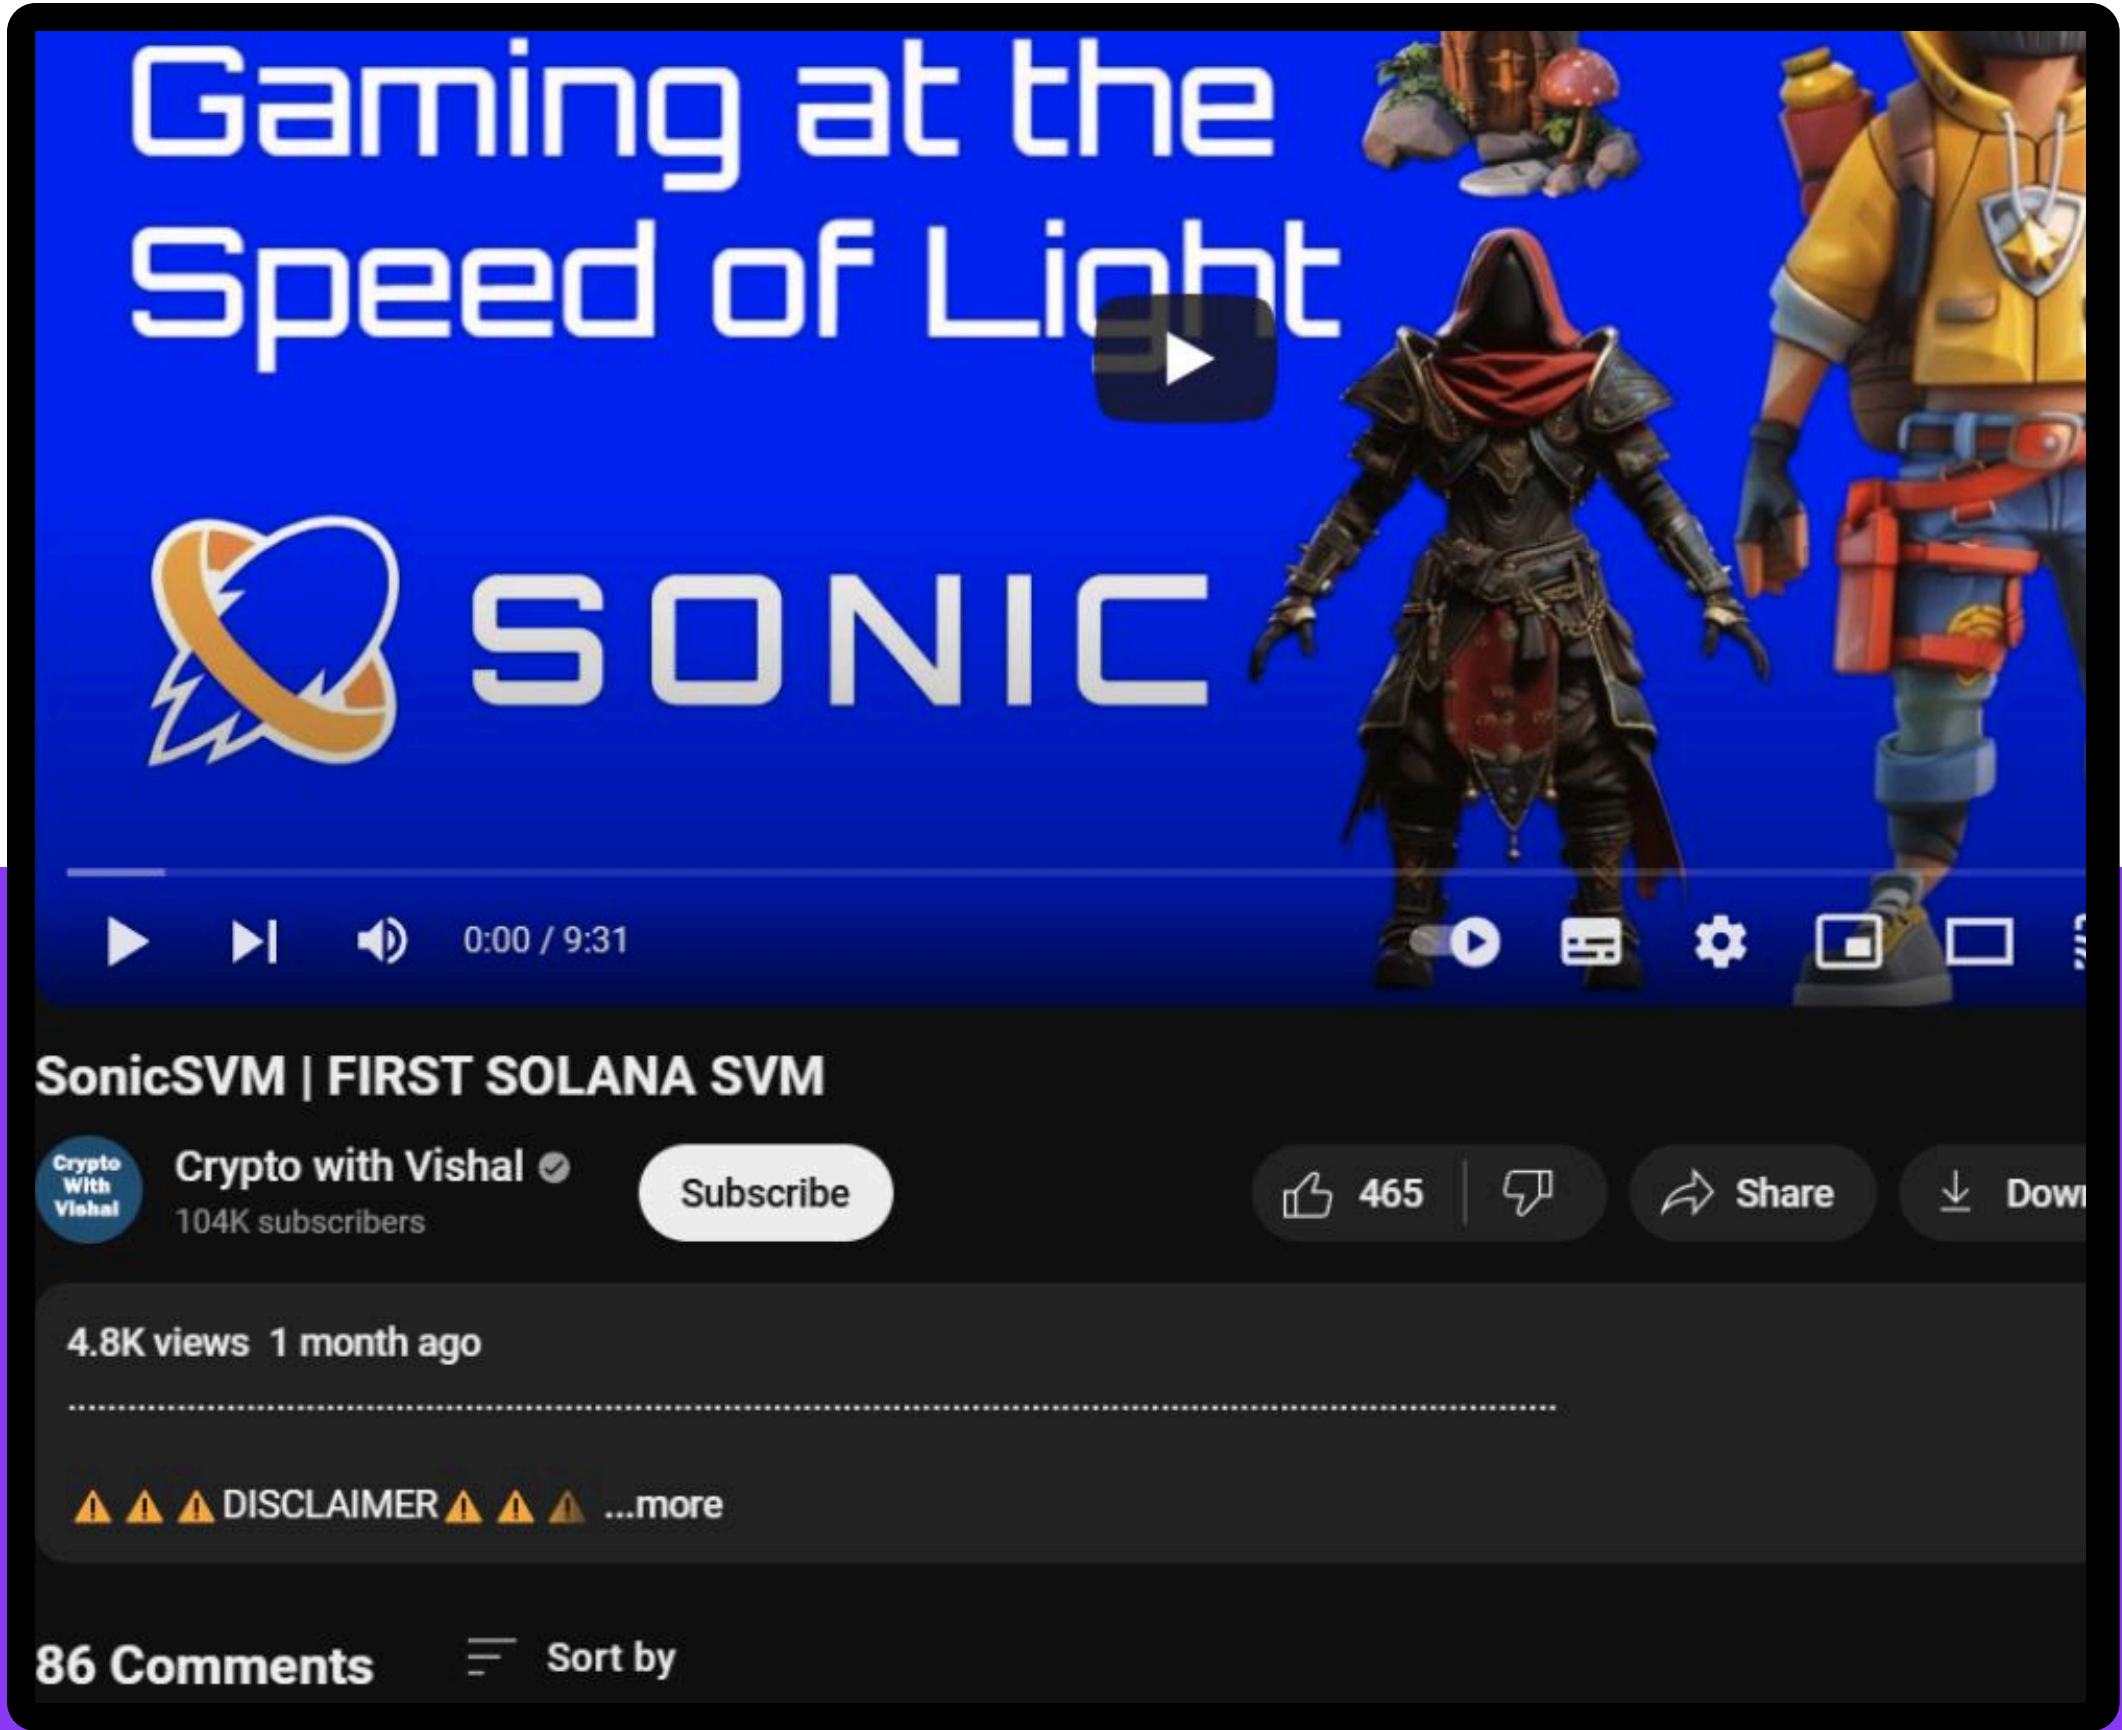 Gaming at the
Speed of Light
SONIC
0:00 / 9:31
SonicSVM | FIRST SOLANA SVM
Crypto
With
Vishal
Crypto with Vishal
104K subscribers
Subscribe
465
Share
Down
4.8K views 1 month ago
⚠️⚠️⚠️DISCLAIMER⚠️⚠️⚠️ ...more
86 Comments
Sort by